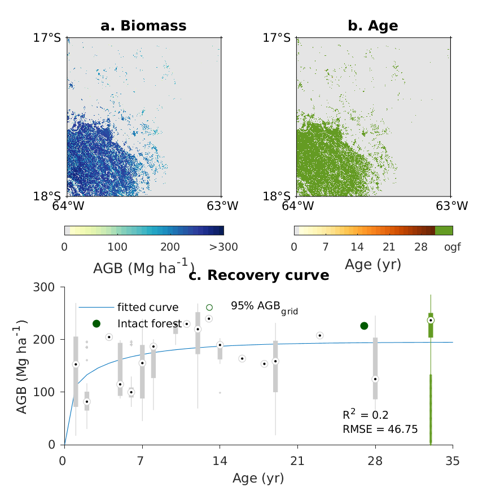 a. Biomass
b. Age
17°S
17°S
18°S
18°S
64°W 63°W
64°W 63°W
0 100 200 >300
0 7 14 21 28 ogf
AGB (Mg ha⁻¹)
Age (yr)
c. Recovery curve
300
200
100
0
AGB (Mg ha⁻¹)
fitted curve
95% AGB_grid
Intact forest
R² = 0.2
RMSE = 46.75
0 7 14 21 28 35
Age (yr)